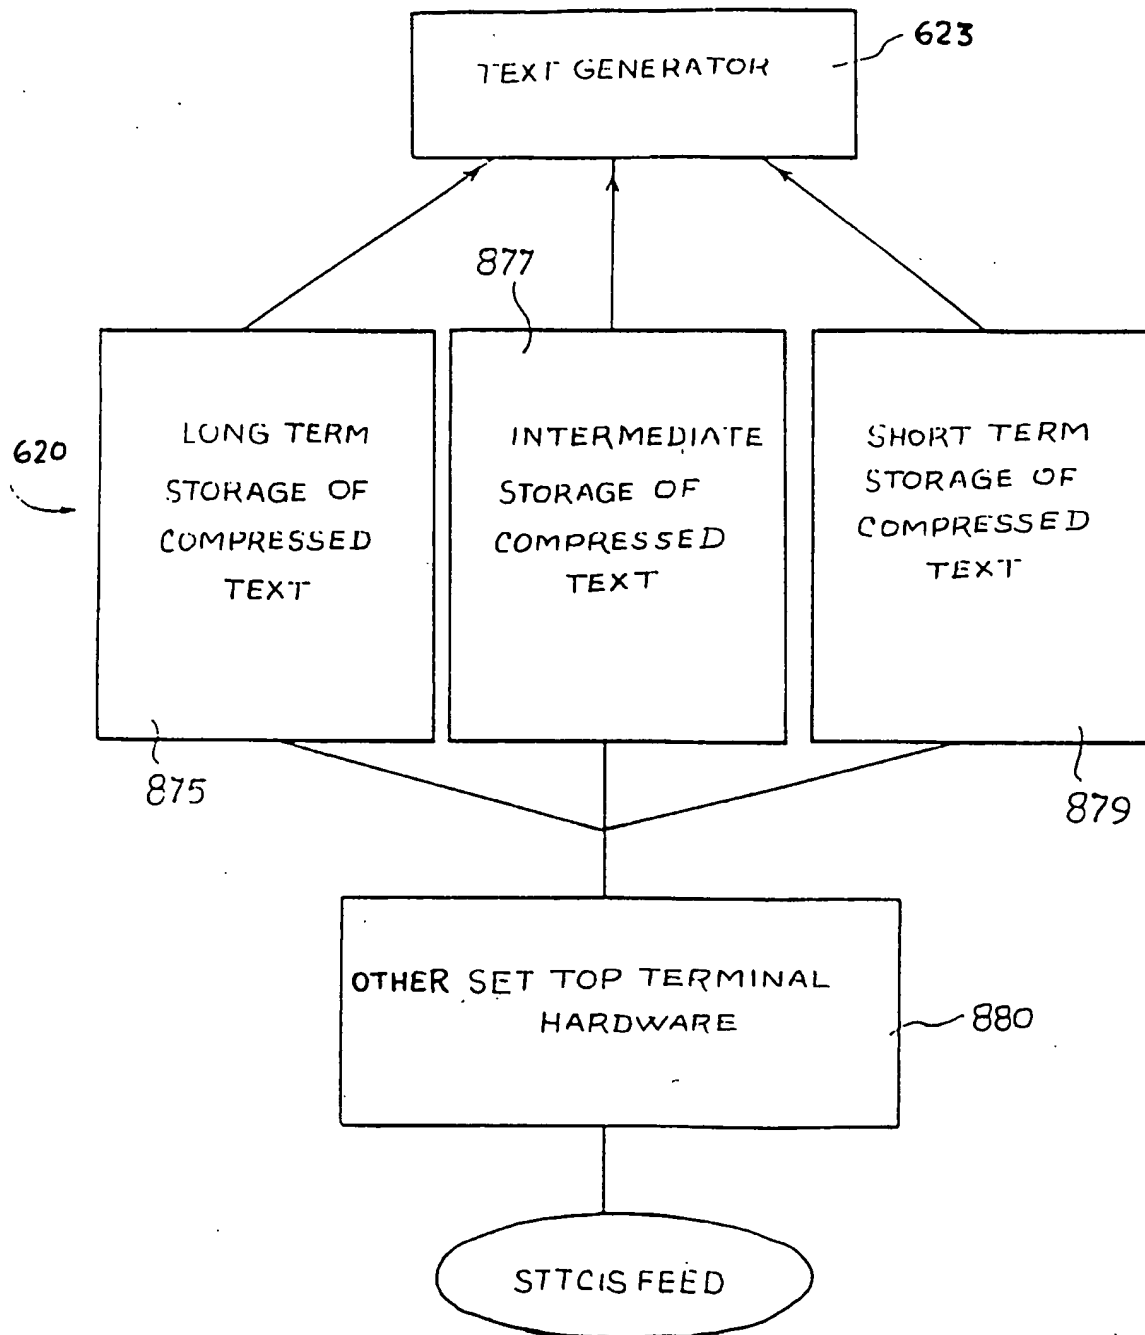 TEXT GENERATOR
623
877
620
LONG TERM
STORAGE OF
COMPRESSED
TEXT
INTERMEDIATE
STORAGE OF
COMPRESSED
TEXT
SHORT TERM
STORAGE OF
COMPRESSED
TEXT
875
879
OTHER SET TOP TERMINAL
HARDWARE
880
STTCIS FEED